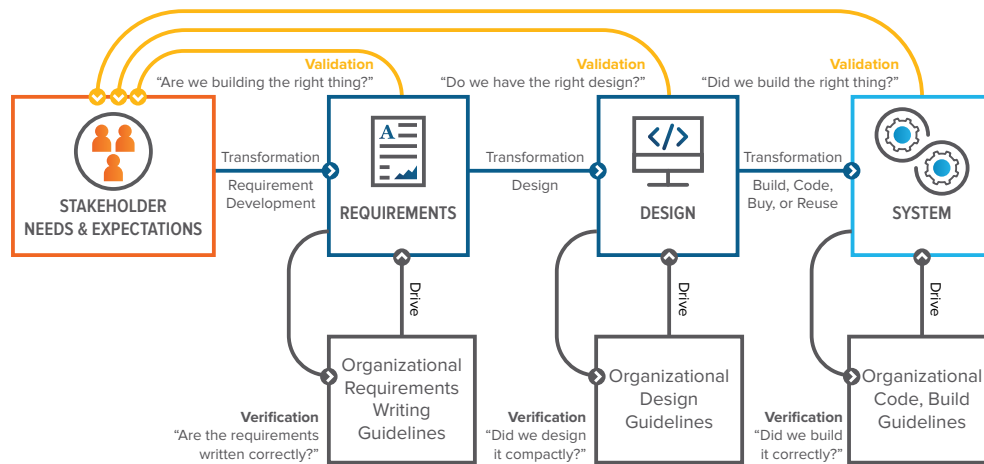 Validation
“Are we building the right thing?”
Validation
“Do we have the right design?”
Validation
“Did we build the right thing?”
STAKEHOLDER
NEEDS & EXPECTATIONS
Transformation
Requirement
Development
A
REQUIREMENTS
Transformation
Design
</>
DESIGN
Transformation
Build, Code,
Buy, or Reuse
SYSTEM
Drive
Drive
Drive
Organizational
Requirements
Writing
Guidelines
Verification
“Are the requirements
written correctly?”
Organizational
Design
Guidelines
Verification
“Did we design
it compactly?”
Organizational
Code, Build
Guidelines
Verification
“Did we build
it correctly?”